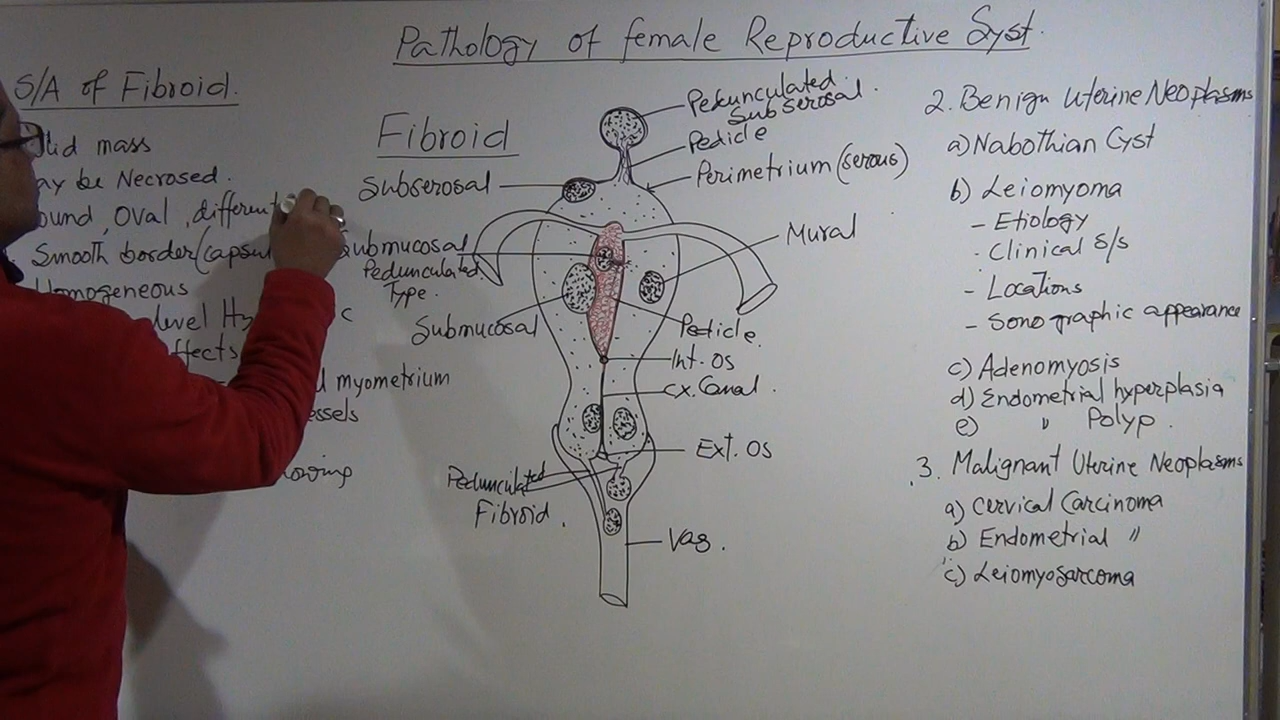 Pathology of female Reproductive Syst.
S/A of Fibroid.
mass
be Necrosed.
Oval, different
Smooth border (capsu
Homogeneous
level
ffects
myometrium
essels
Fibroid
Subserosal
Submucosal
Pedunculated
Type.
Submucosal
Pedunculated
Fibroid.
Pedunculated
Subserosal.
Pedicle
Perimetrium (serous)
Mural
Pedicle.
Int. Os
Cx. Canal.
Ext. Os
Vag.
2. Benign Uterine Neoplasms
a) Nabothian Cyst
b) Leiomyoma
- Etiology
- Clinical S/s
- Locations
- Sonographic appearance
c) Adenomyosis
d) Endometrial hyperplasia
e) " Polyp.
3. Malignant Uterine Neoplasms
a) Cervical Carcinoma
b) Endometrial "
c) Leiomyosarcoma